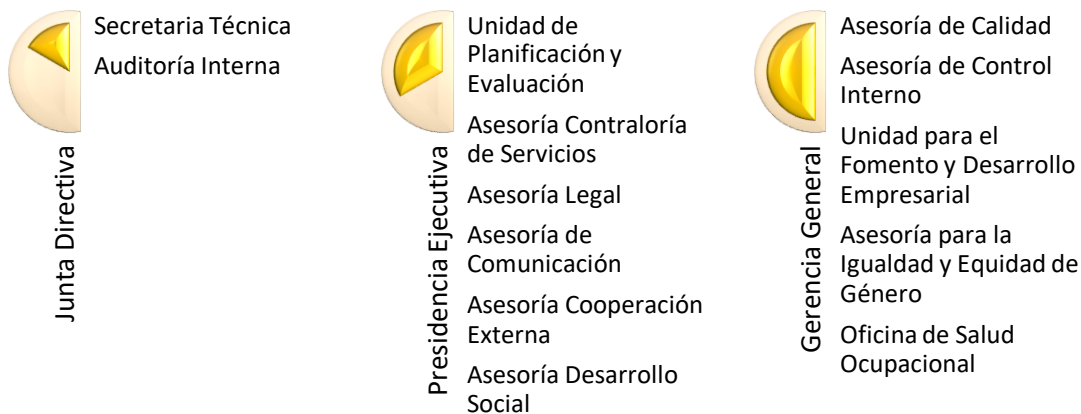 Junta Directiva
Secretaria Técnica
Auditoría Interna
Presidencia Ejecutiva
Unidad de
Planificación y
Evaluación
Asesoría Contraloría
de Servicios
Asesoría Legal
Asesoría de
Comunicación
Asesoría Cooperación
Externa
Asesoría Desarrollo
Social
Gerencia General
Asesoría de Calidad
Asesoría de Control
Interno
Unidad para el
Fomento y Desarrollo
Empresarial
Asesoría para la
Igualdad y Equidad de
Género
Oficina de Salud
Ocupacional